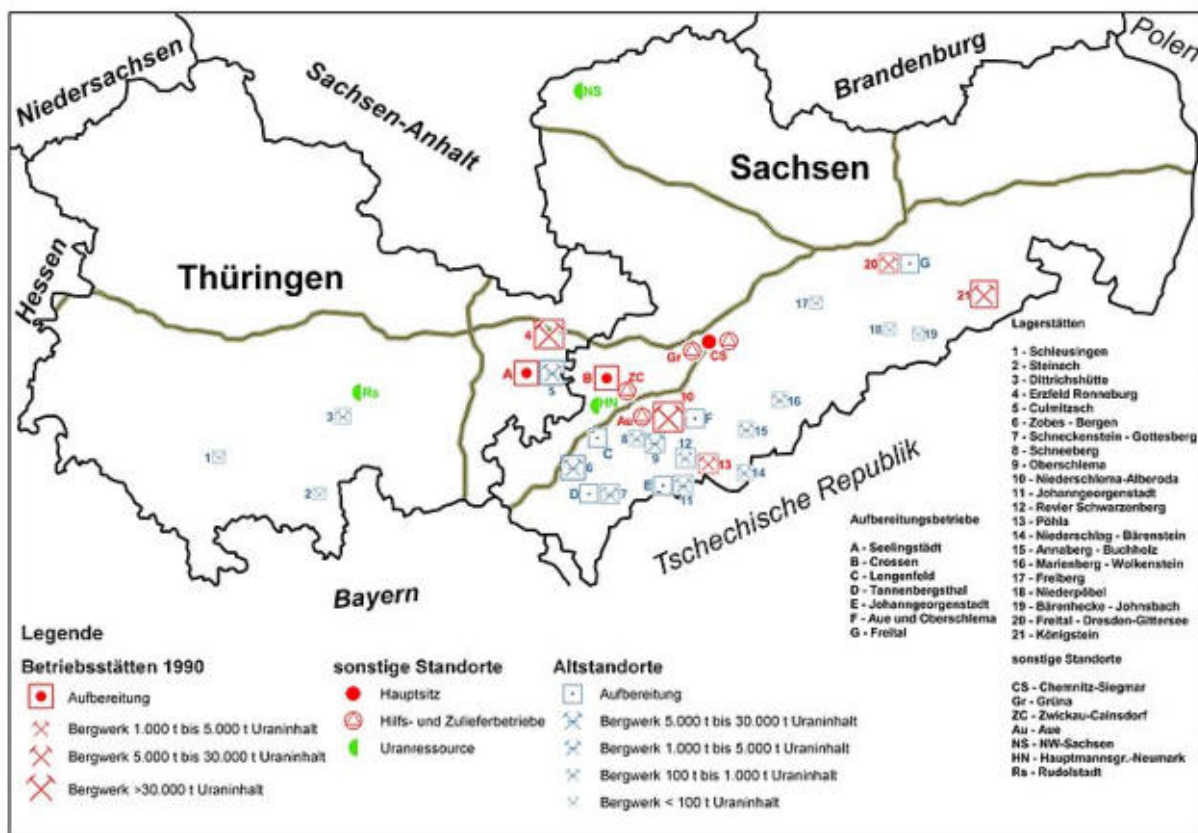 Niedersachsen
Sachsen-Anhalt
Brandenburg
Polen
NS
Sachsen
Hessen
Thüringen
20
G
21
17
18
19
4
Gr
CS
A
5
B
ZC
HN
Rs
3
10
Au
F
16
15
C
8
9
12
13
14
1
6
2
D
7
E
11
Tschechische Republik
Bayern
Lagerstätten
1 - Schleusingen
2 - Steinach
3 - Dittrichshütte
4 - Erzfeld Ronneburg
5 - Culmitzsch
6 - Zobes - Bergen
7 - Schneckenstein - Gottesberg
8 - Schneeberg
9 - Oberschlema
10 - Niederschlema-Alberoda
11 - Johanngeorgenstadt
12 - Revier Schwarzenberg
13 - Pöhla
14 - Niederschlag - Bärenstein
15 - Annaberg - Buchholz
16 - Marienberg - Wolkenstein
17 - Freiberg
18 - Niederpöbel
19 - Bärenhecke - Johnsbach
20 - Freital - Dresden-Gittersee
21 - Königstein
sonstige Standorte
CS - Chemnitz-Siegmar
Gr - Grüna
ZC - Zwickau-Cainsdorf
Au - Aue
NS - NW-Sachsen
HN - Hauptmannsgr.-Neumark
Rs - Rudolstadt
Aufbereitungsbetriebe
A - Seelingstädt
B - Crossen
C - Lengenfeld
D - Tannenbergsthal
E - Johanngeorgenstadt
F - Aue und Oberschlema
G - Freital
Legende
Betriebsstätten 1990
Aufbereitung
Bergwerk 1.000 t bis 5.000 t Uraninhalt
Bergwerk 5.000 t bis 30.000 t Uraninhalt
Bergwerk >30.000 t Uraninhalt
sonstige Standorte
Hauptsitz
Hilfs- und Zulieferbetriebe
Uranressource
Altstandorte
Aufbereitung
Bergwerk 5.000 t bis 30.000 t Uraninhalt
Bergwerk 1.000 t bis 5.000 t Uraninhalt
Bergwerk 100 t bis 1.000 t Uraninhalt
Bergwerk < 100 t Uraninhalt